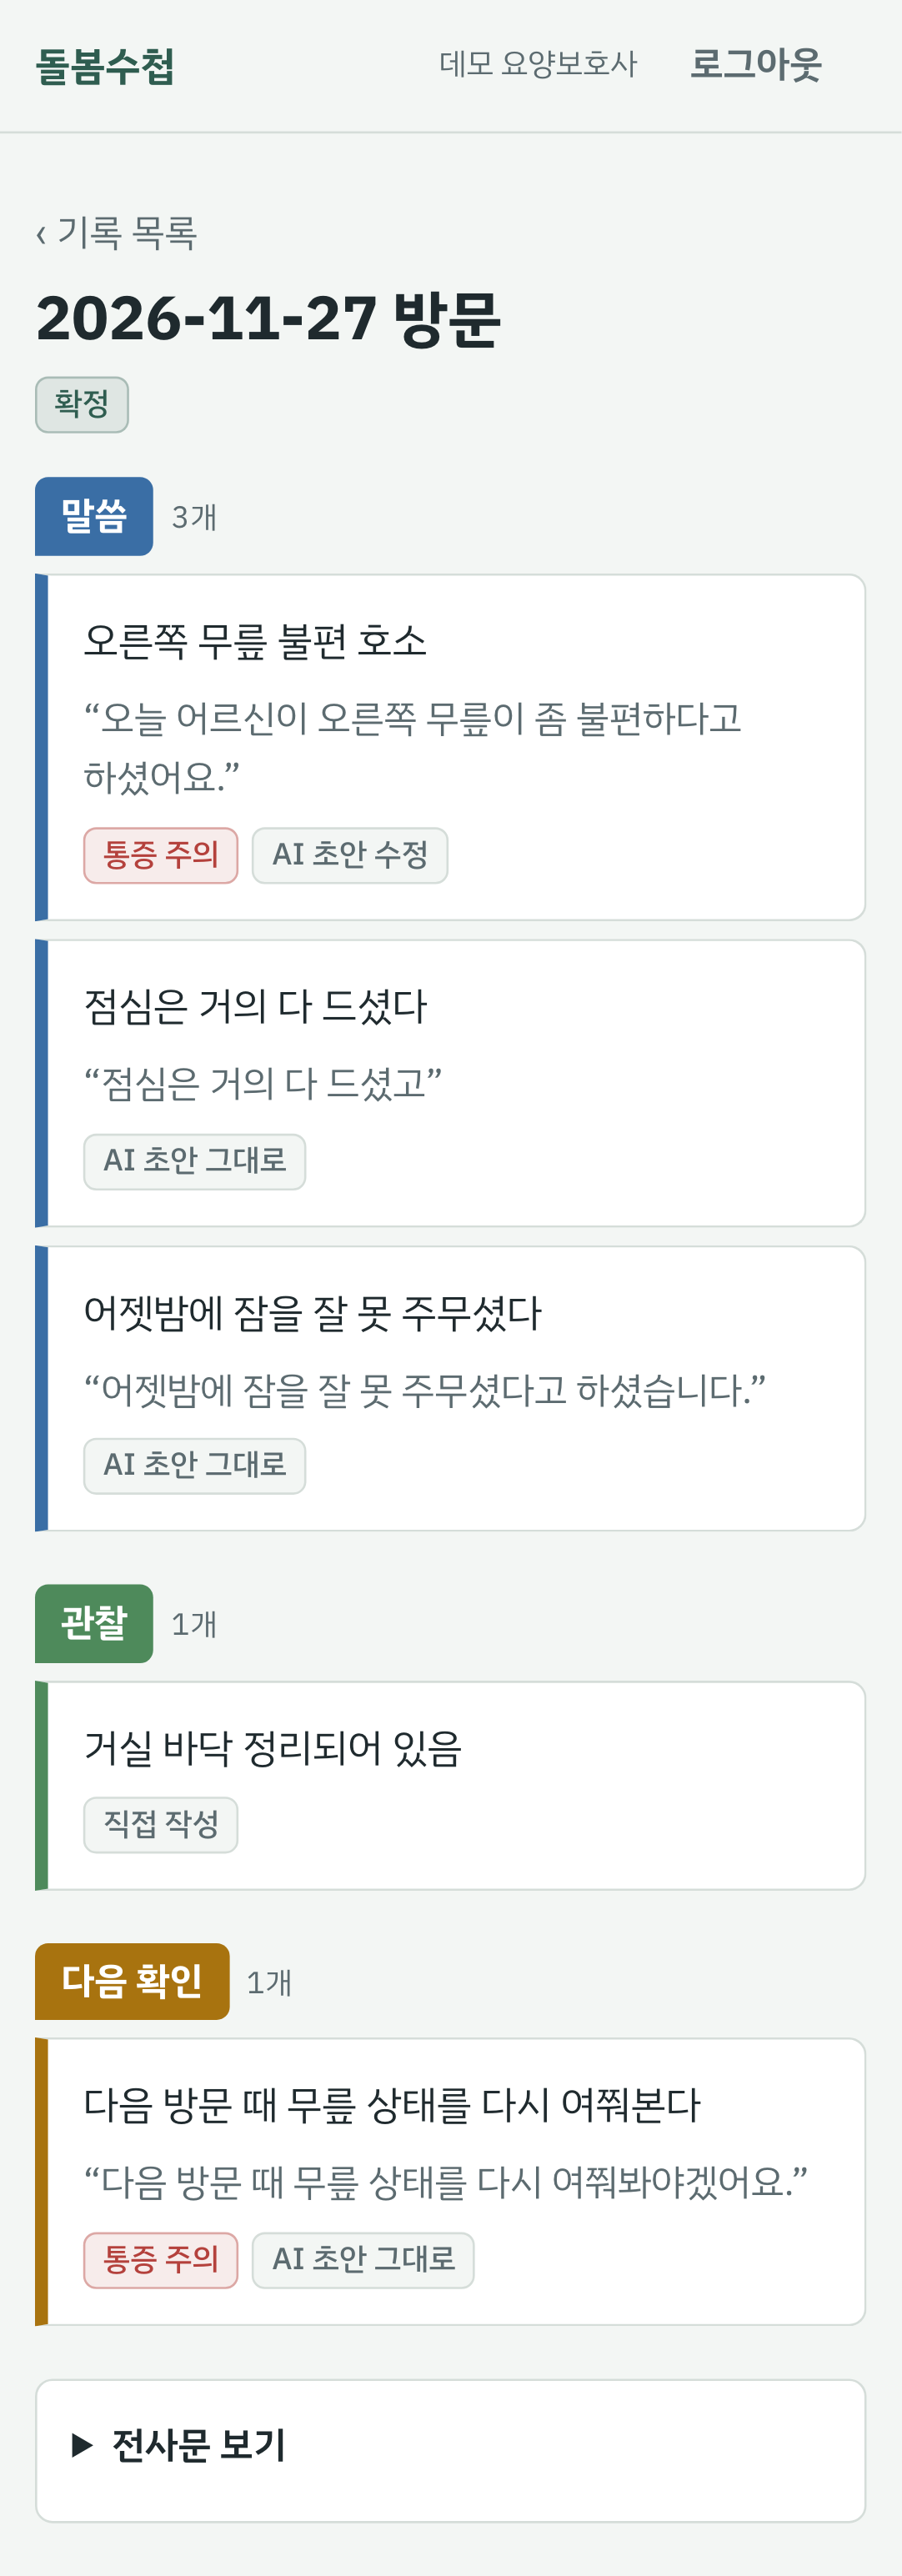 돌봄수첩 데모 요양보호사 로그아웃
‹ 기록 목록
2026-11-27 방문
확정
말씀 3개
오른쪽 무릎 불편 호소
“오늘 어르신이 오른쪽 무릎이 좀 불편하다고
하셨어요.”
통증 주의 AI 초안 수정
점심은 거의 다 드셨다
“점심은 거의 다 드셨고”
AI 초안 그대로
어젯밤에 잠을 잘 못 주무셨다
“어젯밤에 잠을 잘 못 주무셨다고 하셨습니다.”
AI 초안 그대로
관찰 1개
거실 바닥 정리되어 있음
직접 작성
다음 확인 1개
다음 방문 때 무릎 상태를 다시 여쭤본다
“다음 방문 때 무릎 상태를 다시 여쭤봐야겠어요.”
통증 주의 AI 초안 그대로
▶ 전사문 보기